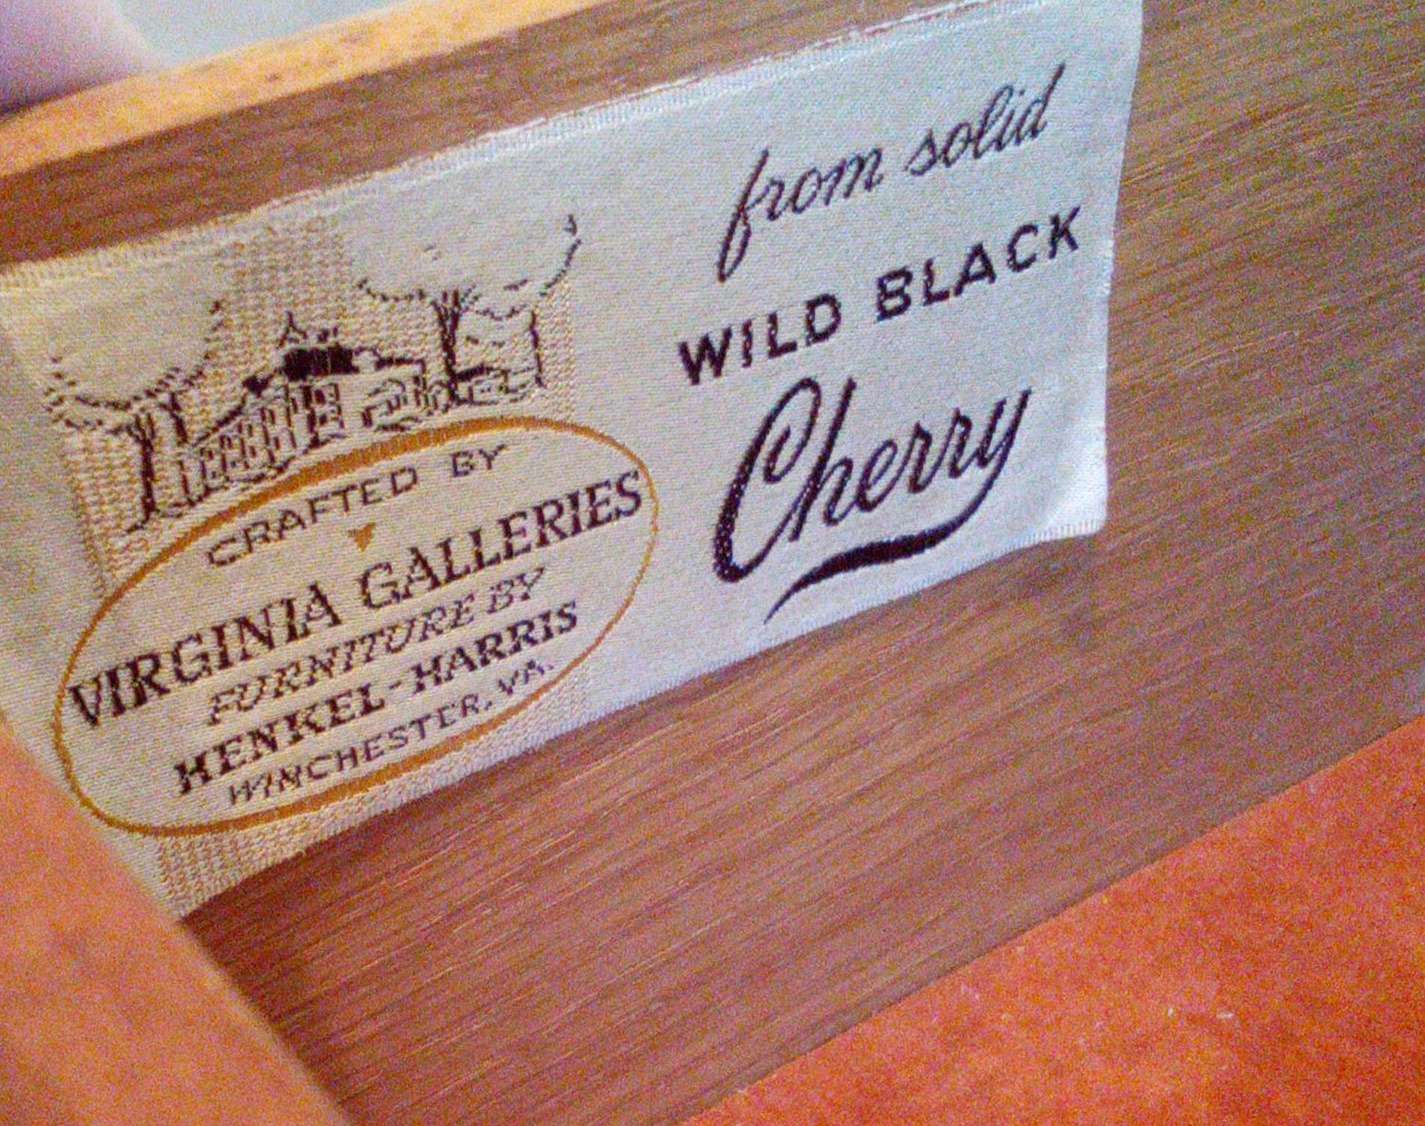 CRAFTED BY
VIRGINIA GALLERIES
FURNITURE BY
HENKEL-HARRIS
WINCHESTER, VA.
from solid
WILD BLACK
Cherry